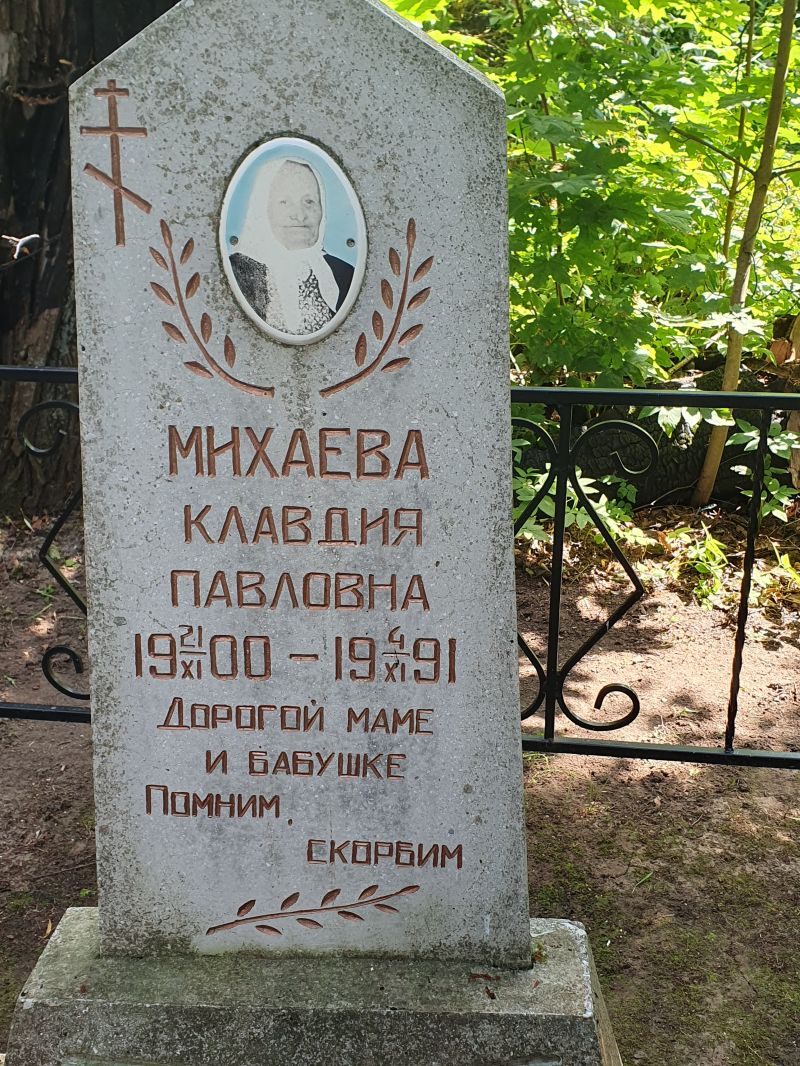 МИХАЕВА
КЛАВДИЯ
ПАВЛОВНА
19 21/XI 00 – 19 4/XI 91
ДОРОГОЙ МАМЕ
И БАБУШКЕ
ПОМНИМ,
СКОРБИМ